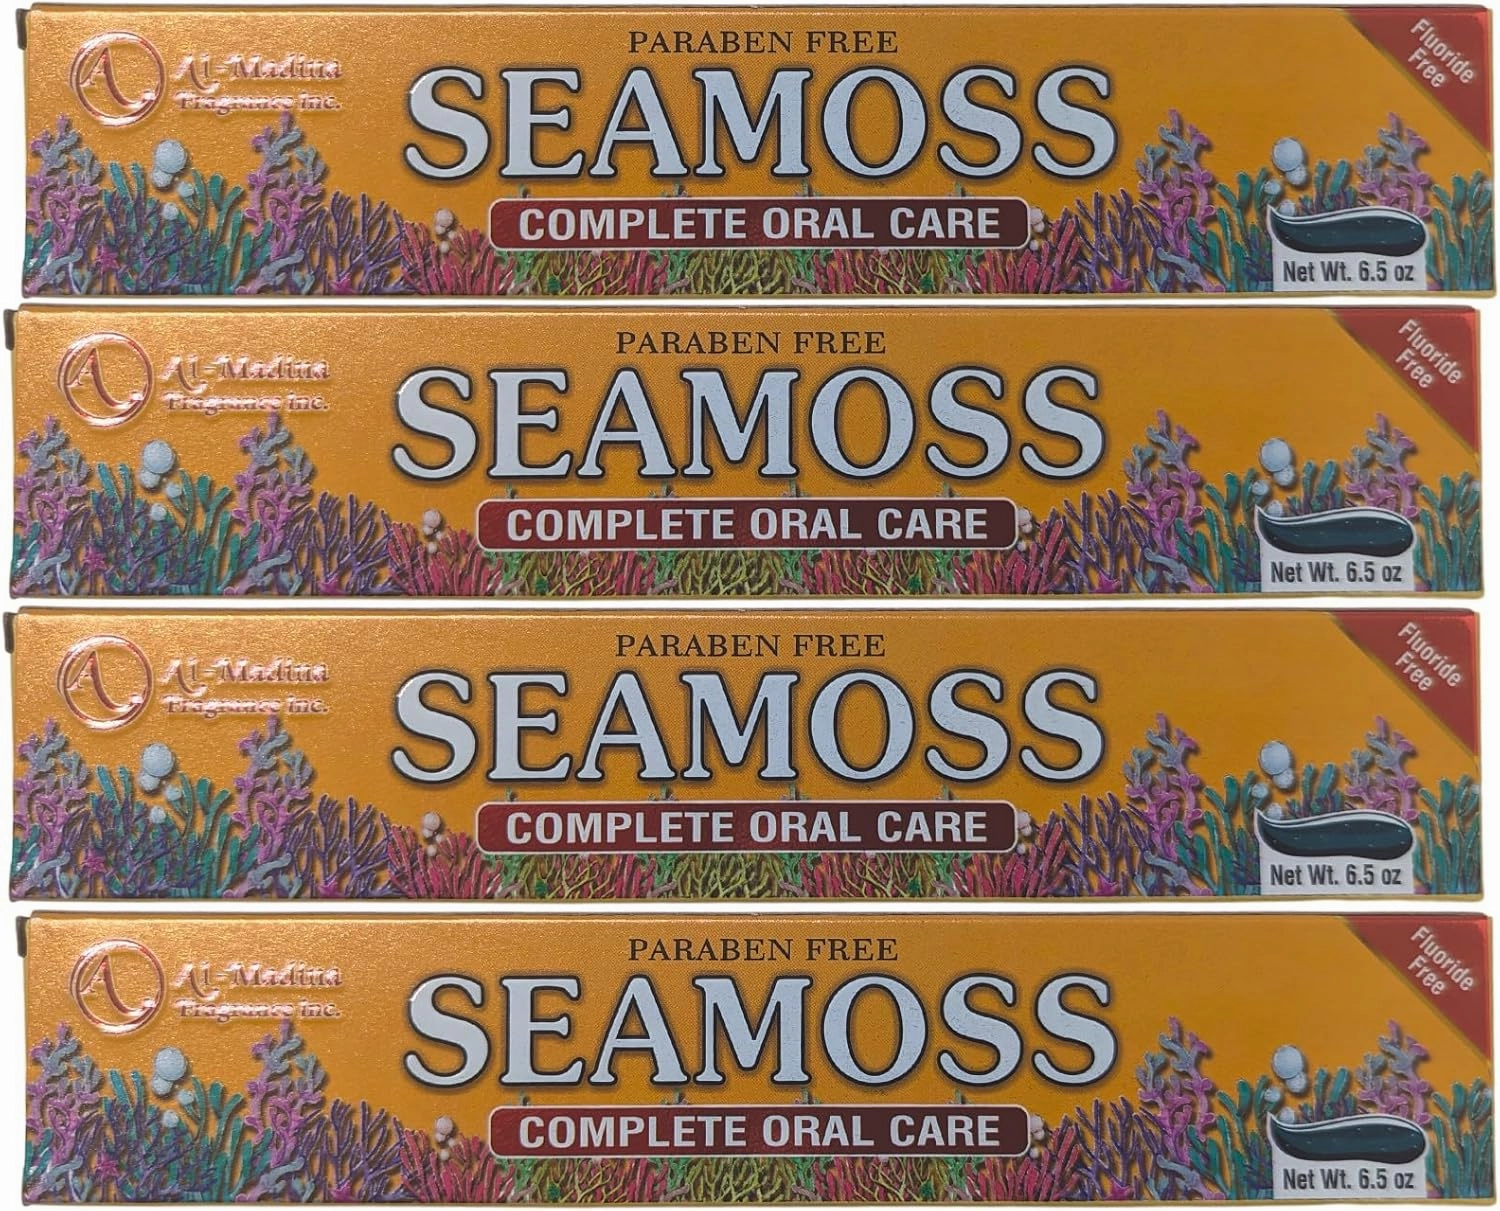 PARABEN FREE
Al-Madina
Fragrance Inc.
SEAMOSS
COMPLETE ORAL CARE
Fluoride
Free
Net Wt. 6.5 oz
PARABEN FREE
Al-Madina
Fragrance Inc.
SEAMOSS
COMPLETE ORAL CARE
Fluoride
Free
Net Wt. 6.5 oz
PARABEN FREE
Al-Madina
Fragrance Inc.
SEAMOSS
COMPLETE ORAL CARE
Fluoride
Free
Net Wt. 6.5 oz
PARABEN FREE
Al-Madina
Fragrance Inc.
SEAMOSS
COMPLETE ORAL CARE
Fluoride
Free
Net Wt. 6.5 oz